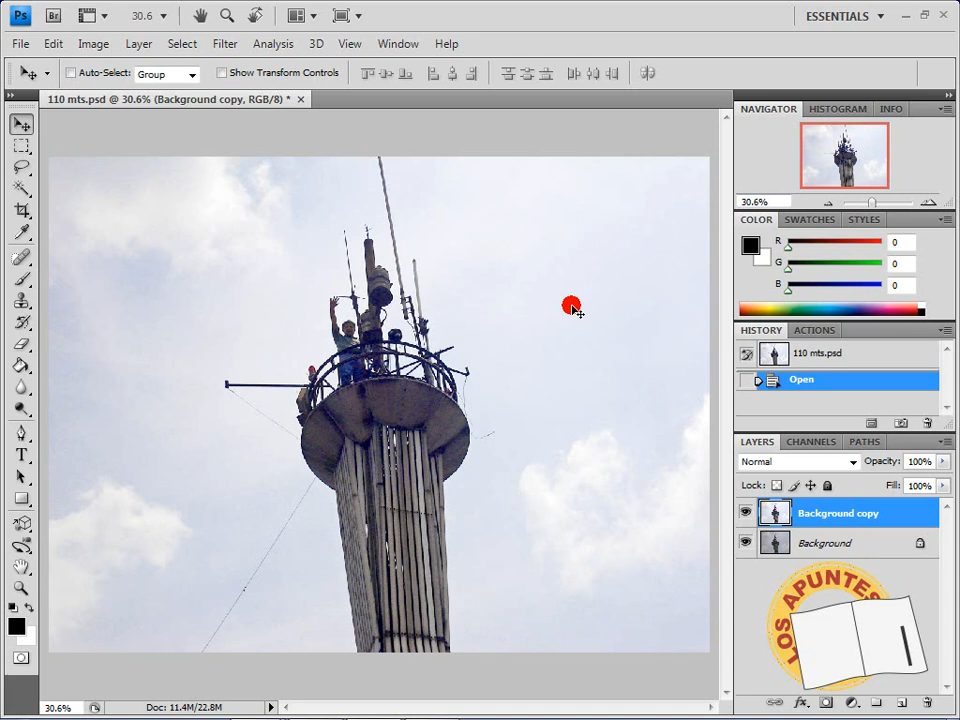 Ps Br 30.6 ESSENTIALS
File Edit Image Layer Select Filter Analysis 3D View Window Help
Auto-Select: Group Show Transform Controls
110 mts.psd @ 30.6% (Background copy, RGB/8) *
NAVIGATOR HISTOGRAM INFO
30.6%
COLOR SWATCHES STYLES
R 0
G 0
B 0
HISTORY ACTIONS
110 mts.psd
Open
LAYERS CHANNELS PATHS
Normal Opacity: 100%
Lock: Fill: 100%
Background copy
Background
LOS APUNTES
30.6% Doc: 11.4M/22.8M